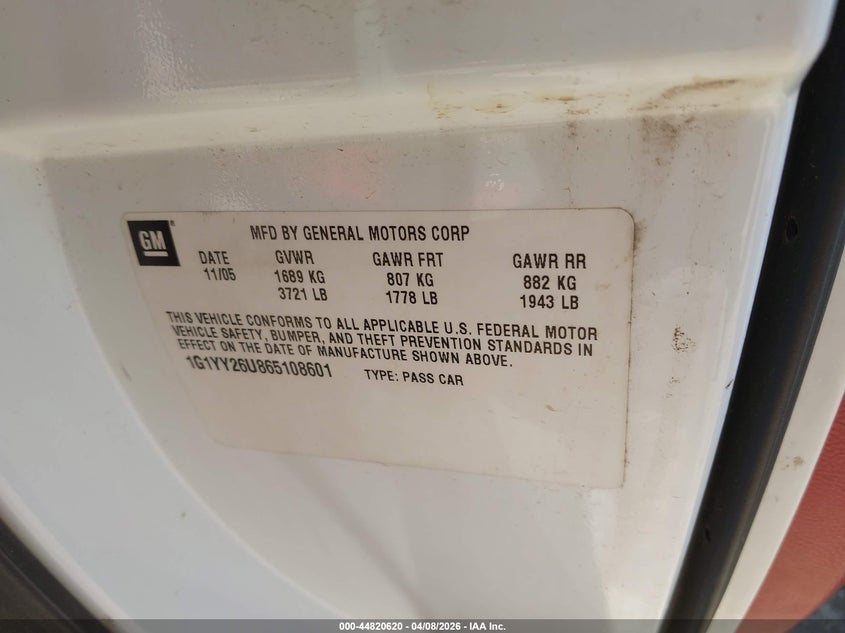 GM
MFD BY GENERAL MOTORS CORP
DATE GVWR GAWR FRT GAWR RR
11/05 1689 KG 807 KG 882 KG
3721 LB 1778 LB 1943 LB
THIS VEHICLE CONFORMS TO ALL APPLICABLE U.S. FEDERAL MOTOR
VEHICLE SAFETY, BUMPER, AND THEFT PREVENTION STANDARDS IN
EFFECT ON THE DATE OF MANUFACTURE SHOWN ABOVE.
1G1YY26U865108601 TYPE: PASS CAR
000-44820620 | 04/08/2026 - IAA Inc.